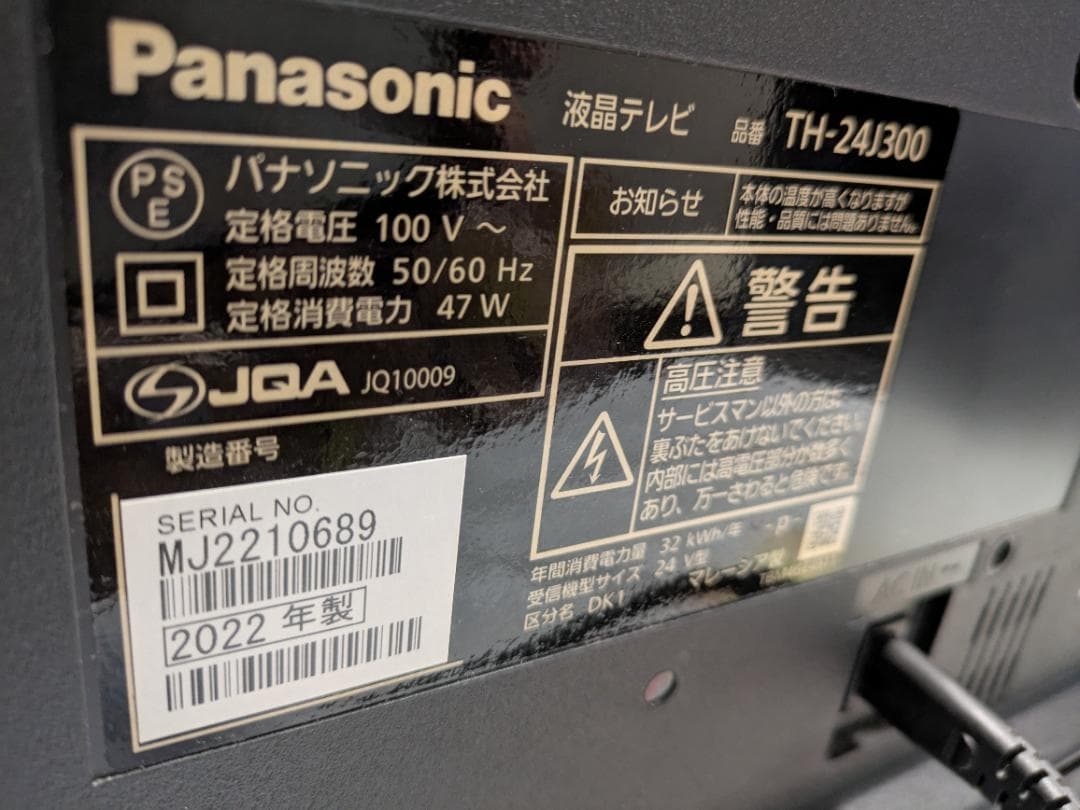 Panasonic
液晶テレビ 品番 TH-24J300
PS
E
パナソニック株式会社
定格電圧 100 V ～
定格周波数 50/60 Hz
定格消費電力 47 W
JQA JQ10009
お知らせ
本体の温度が高くなりますが
性能・品質には問題ありません。
警告
高圧注意
サービスマン以外の方は
裏ぶたをあけないでください。
内部には高電圧部分が数多く
あり、万一さわると危険です
年間消費電力量 32 kWh/年
受信機型サイズ 24 V型
区分名 DK1
マレーシア製
製造番号
SERIAL NO.
MJ2210689
2022 年製